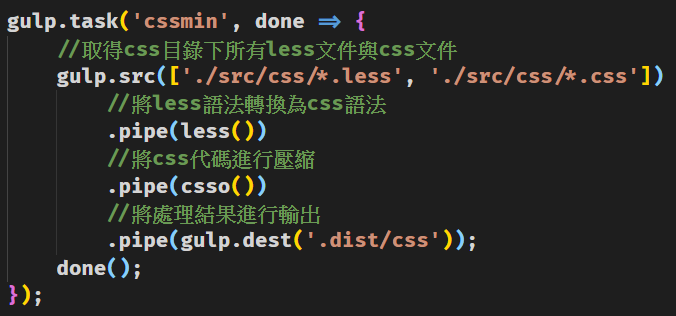 gulp.task('cssmin', done => {
//取得css目錄下所有less文件與css文件
gulp.src(['./src/css/*.less', './src/css/*.css'])
//將less語法轉換為css語法
.pipe(less())
//將css代碼進行壓縮
.pipe(csso())
//將處理結果進行輸出
.pipe(gulp.dest('.dist/css'));
done();
});